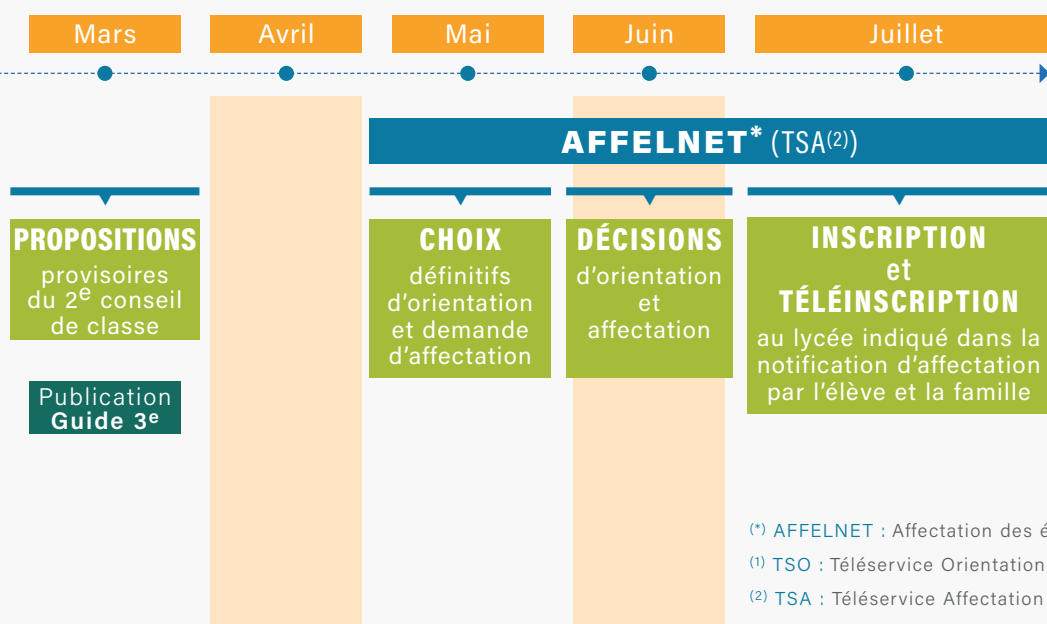 Mars
Avril
Mai
Juin
Juillet
AFFELNET* (TSA(2))
PROPOSITIONS
provisoires
du 2e conseil
de classe
Publication
Guide 3e
CHOIX
définitifs
d'orientation
et demande
d'affectation
DÉCISIONS
d'orientation
et
affectation
INSCRIPTION
et
TÉLÉINSCRIPTION
au lycée indiqué dans la
notification d'affectation
par l'élève et la famille
(*) AFFELNET : Affectation des
(1) TSO : Téléservice Orientation
(2) TSA : Téléservice Affectation